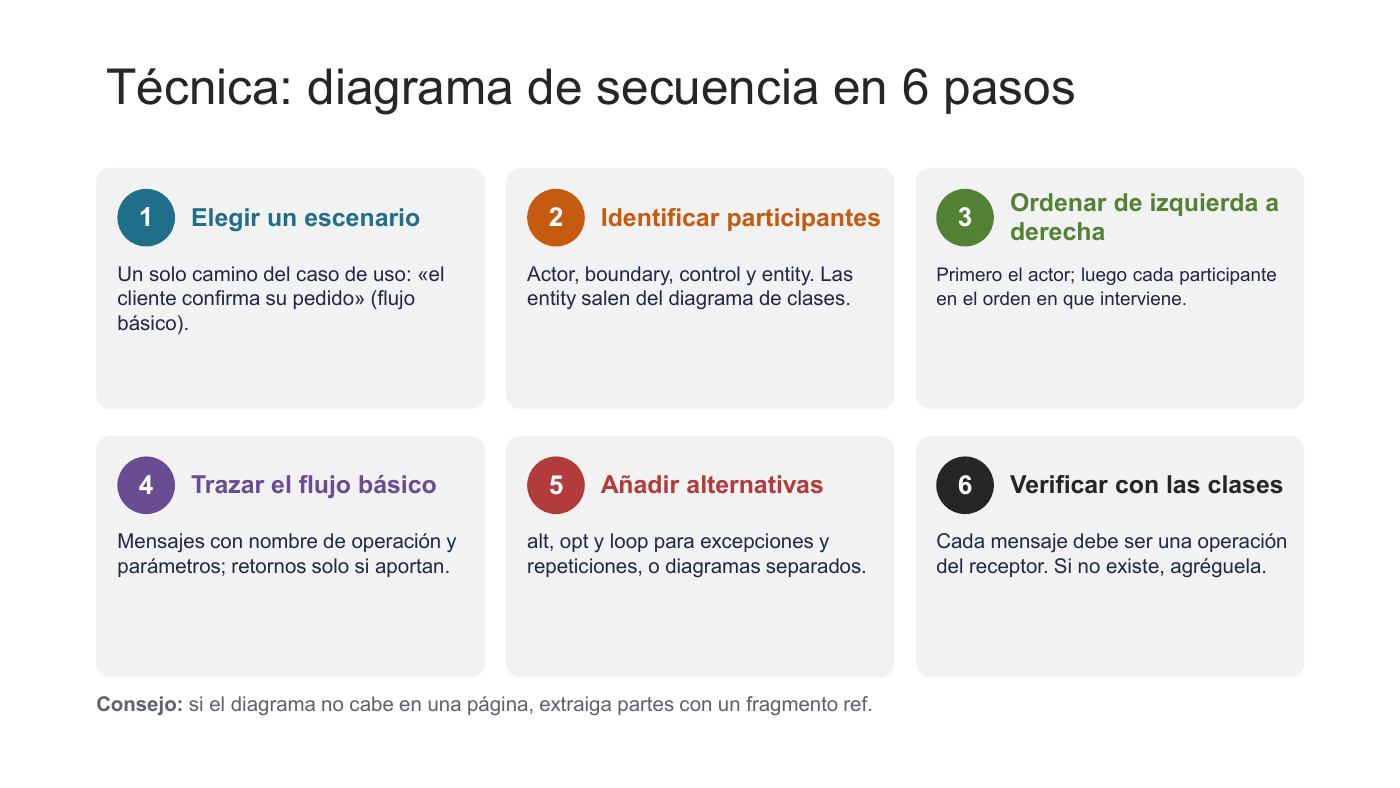 Técnica: diagrama de secuencia en 6 pasos
1
Elegir un escenario
Un solo camino del caso de uso: «el
cliente confirma su pedido» (flujo
básico).
2
Identificar participantes
Actor, boundary, control y entity. Las
entity salen del diagrama de clases.
3
Ordenar de izquierda a
derecha
Primero el actor; luego cada participante
en el orden en que interviene.
4
Trazar el flujo básico
Mensajes con nombre de operación y
parámetros; retornos solo si aportan.
5
Añadir alternativas
alt, opt y loop para excepciones y
repeticiones, o diagramas separados.
6
Verificar con las clases
Cada mensaje debe ser una operación
del receptor. Si no existe, agréguela.
Consejo: si el diagrama no cabe en una página, extraiga partes con un fragmento ref.